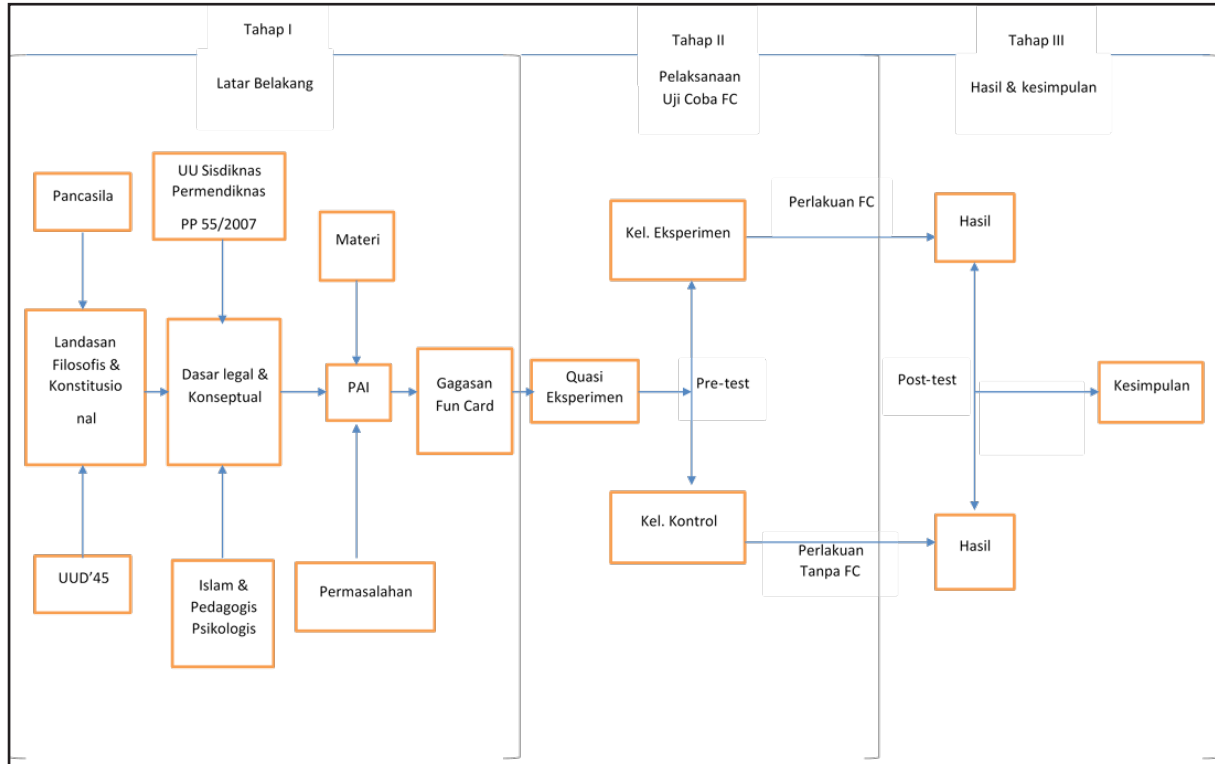 Tahap I
Latar Belakang
Tahap II
Pelaksanaan
Uji Coba FC
Tahap III
Hasil & kesimpulan
Pancasila
UU Sisdiknas
Permendiknas
PP 55/2007
Materi
Landasan
Filosofis &
Konstitusio
nal
Dasar legal &
Konseptual
PAI
Gagasan
Fun Card
UUD'45
Islam &
Pedagogis
Psikologis
Permasalahan
Quasi
Eksperimen
Kel. Eksperimen
Perlakuan FC
Pre-test
Kel. Kontrol
Perlakuan
Tanpa FC
Hasil
Post-test
Hasil
Kesimpulan